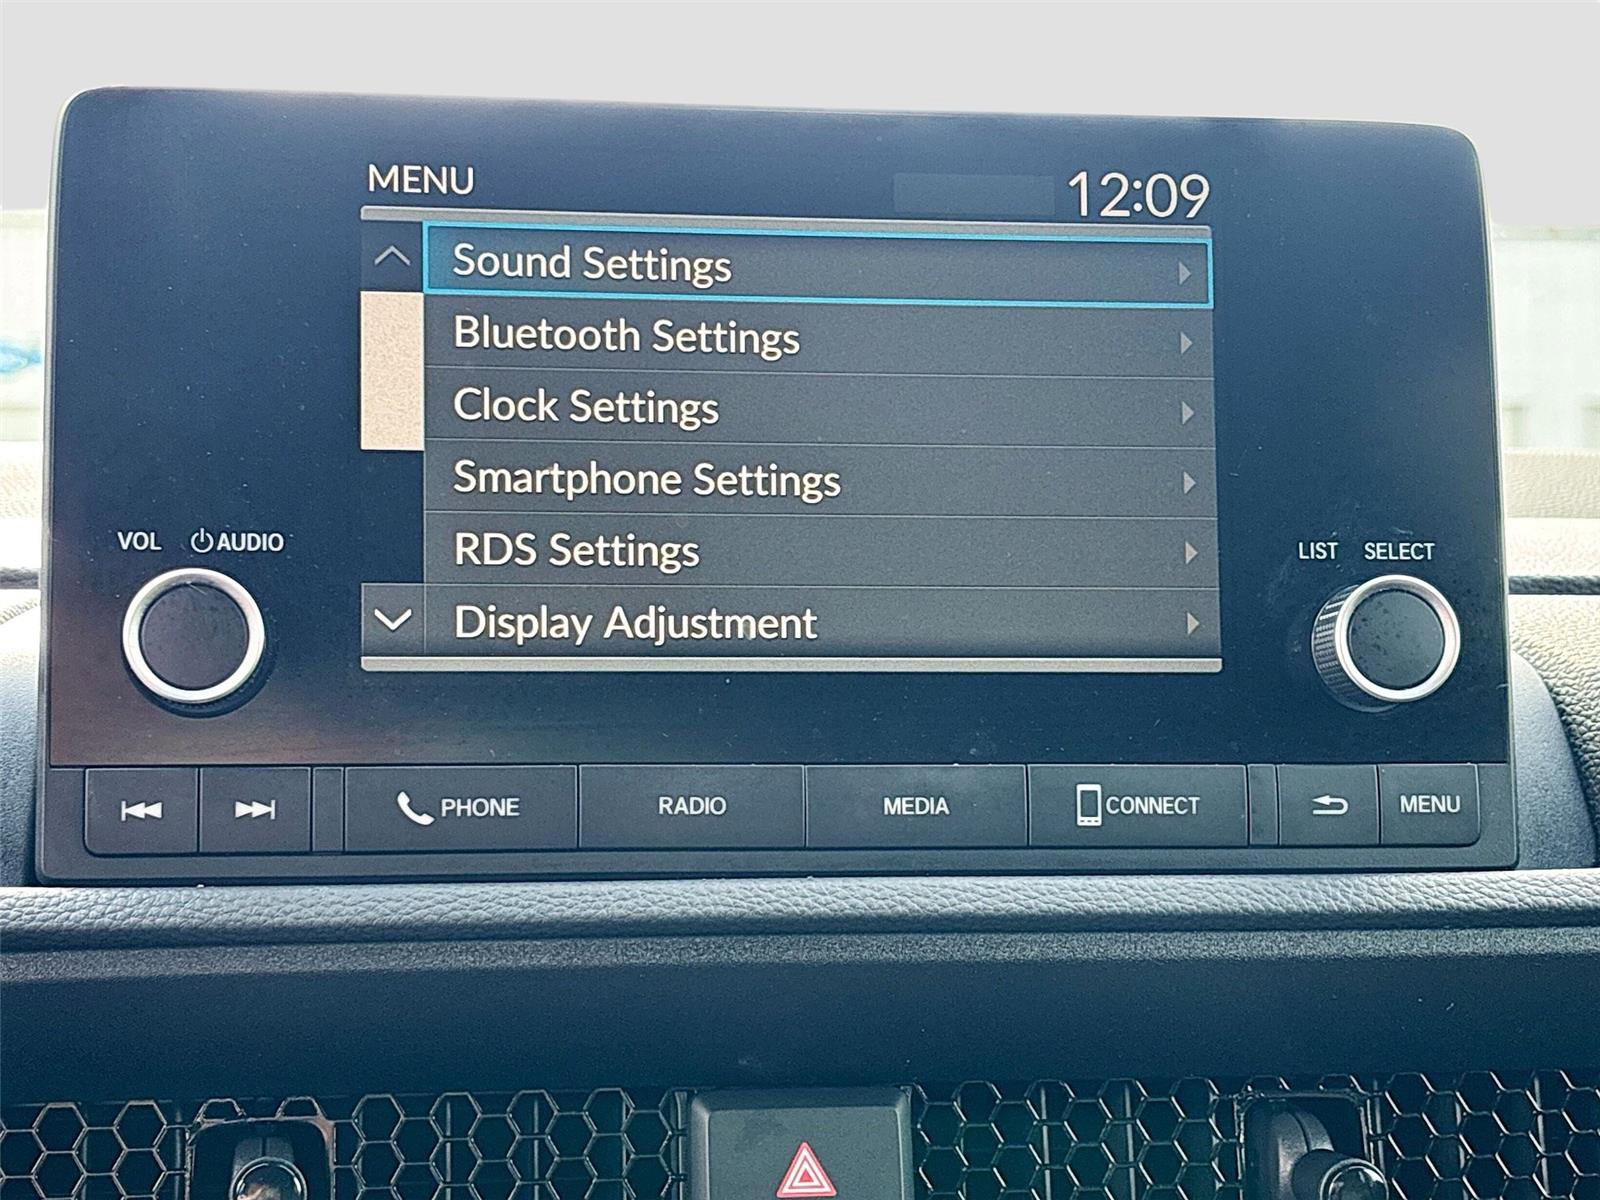 MENU 12:09
Sound Settings
Bluetooth Settings
Clock Settings
Smartphone Settings
RDS Settings
Display Adjustment
VOL AUDIO
LIST SELECT
PHONE RADIO MEDIA CONNECT MENU